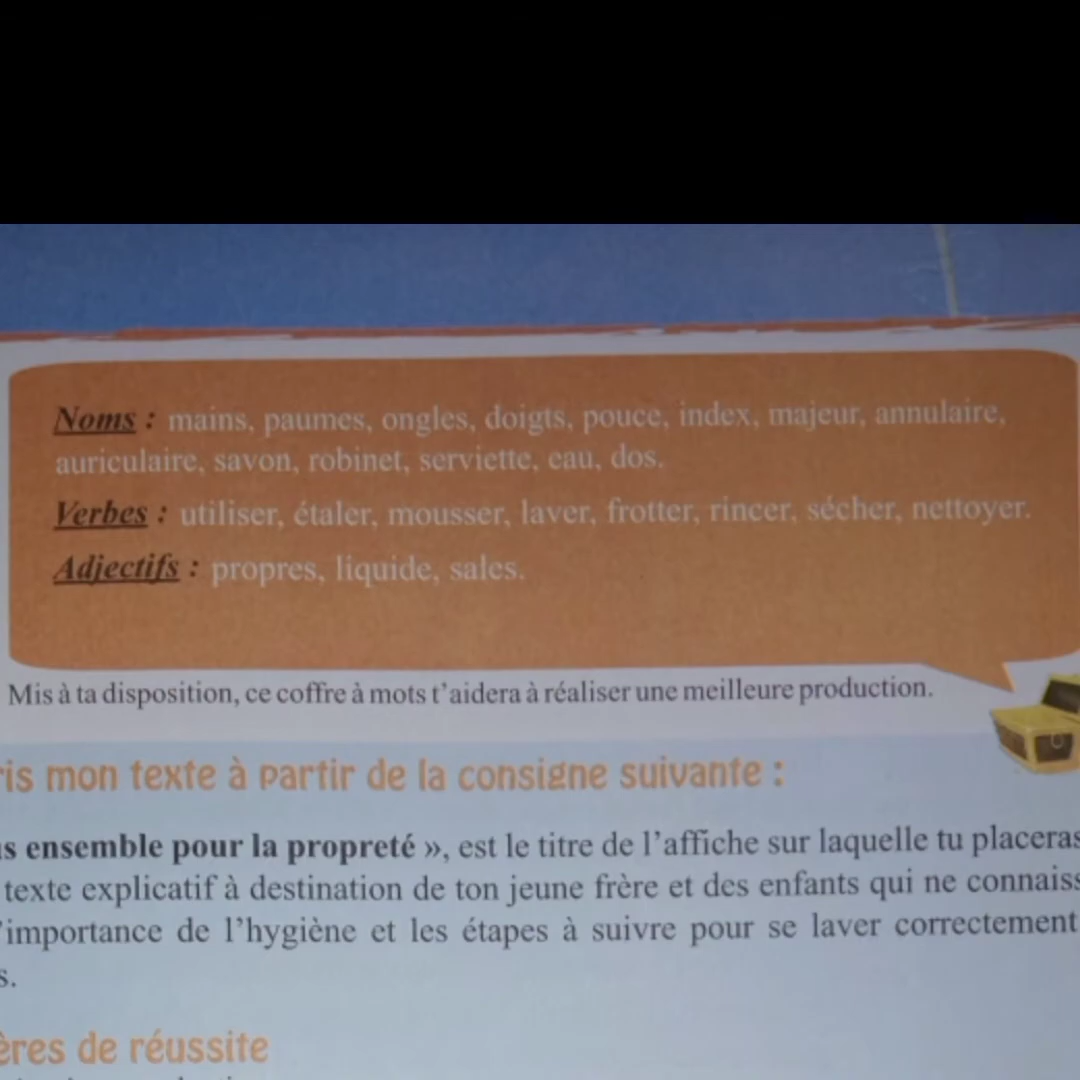 Noms : mains, paumes, ongles, doigts, pouce, index, majeur, annulaire,
auriculaire, savon, robinet, serviette, eau, dos.
Verbes : utiliser, étaler, mousser, laver, frotter, rincer, sécher, nettoyer.
Adjectifs : propres, liquide, sales.
Mis à ta disposition, ce coffre à mots t'aidera à réaliser une meilleure production.
ris mon texte à partir de la consigne suivante :
s ensemble pour la propreté », est le titre de l'affiche sur laquelle tu placeras
texte explicatif à destination de ton jeune frère et des enfants qui ne connaiss
'importance de l'hygiène et les étapes à suivre pour se laver correctement
s.
ères de réussite